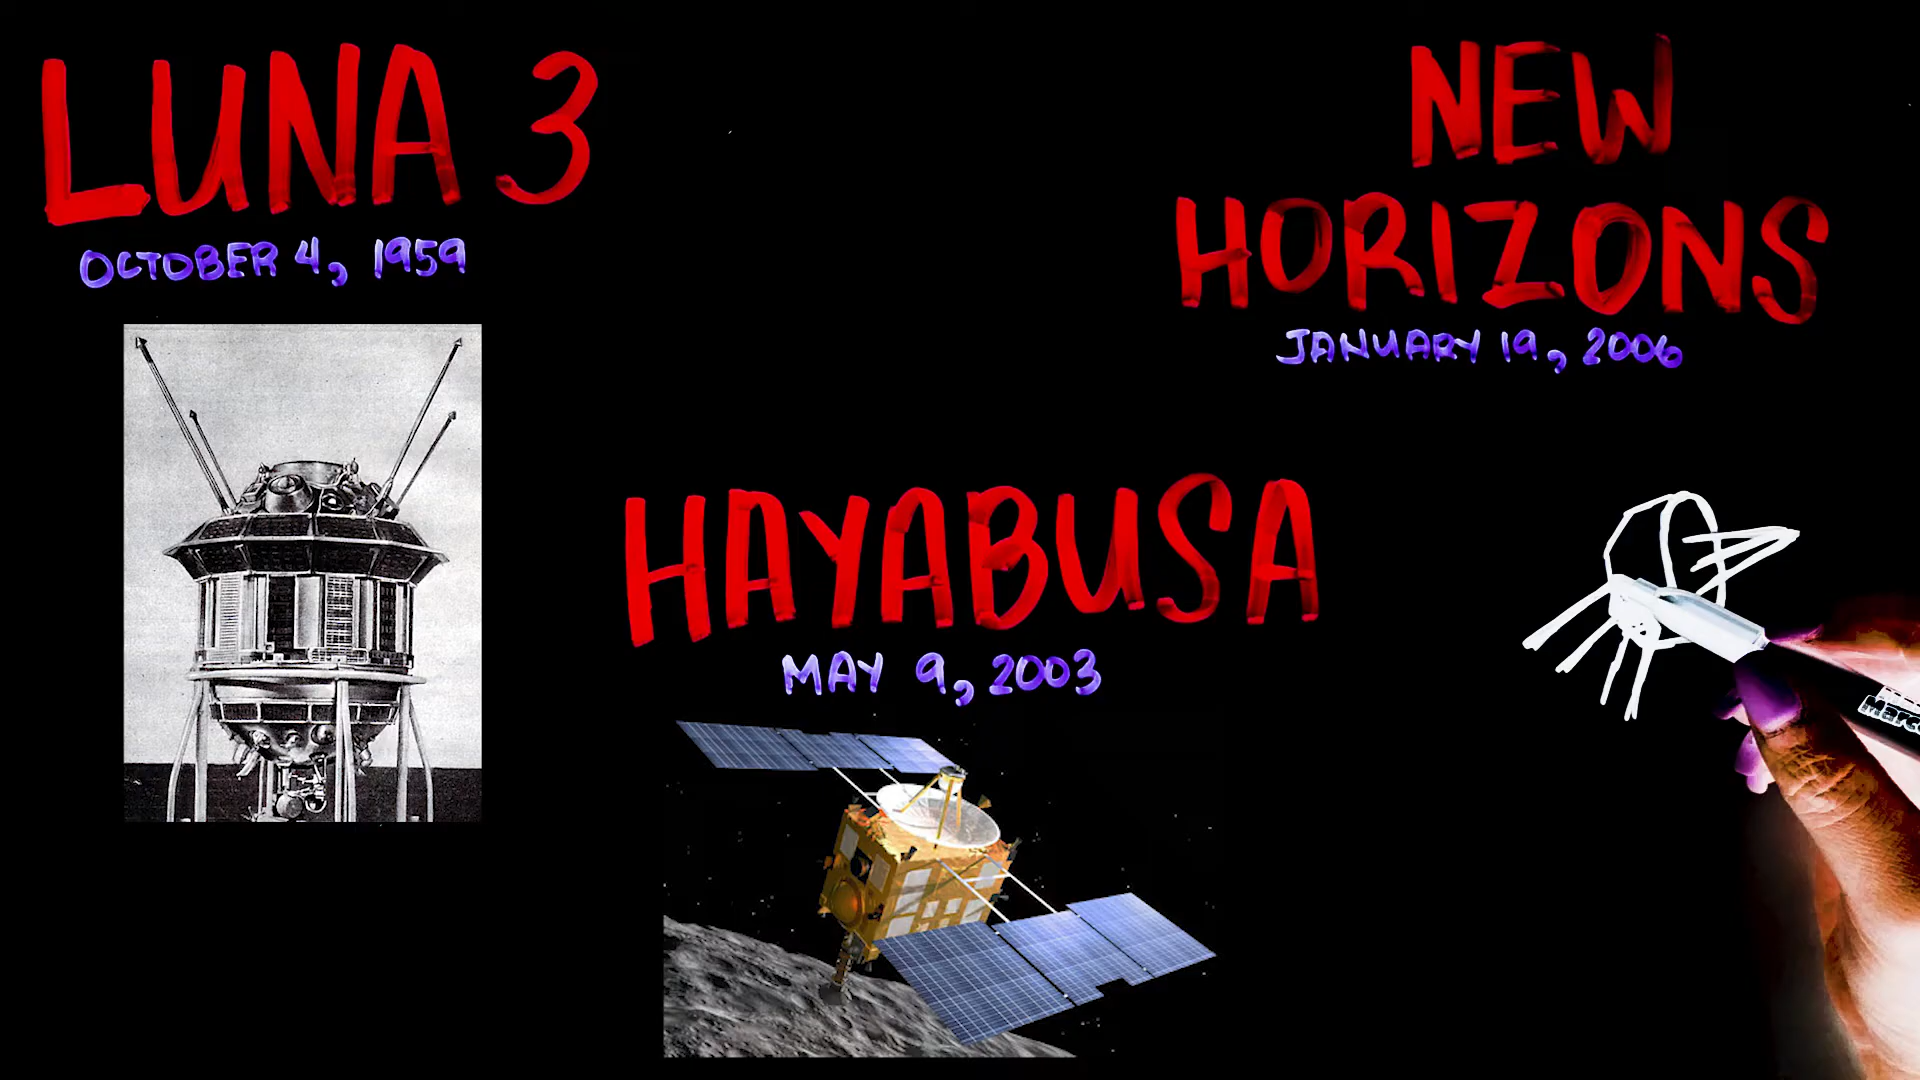 LUNA 3
OCTOBER 4, 1959
NEW
HORIZONS
JANUARY 19, 2006
HAYABUSA
MAY 9, 2003